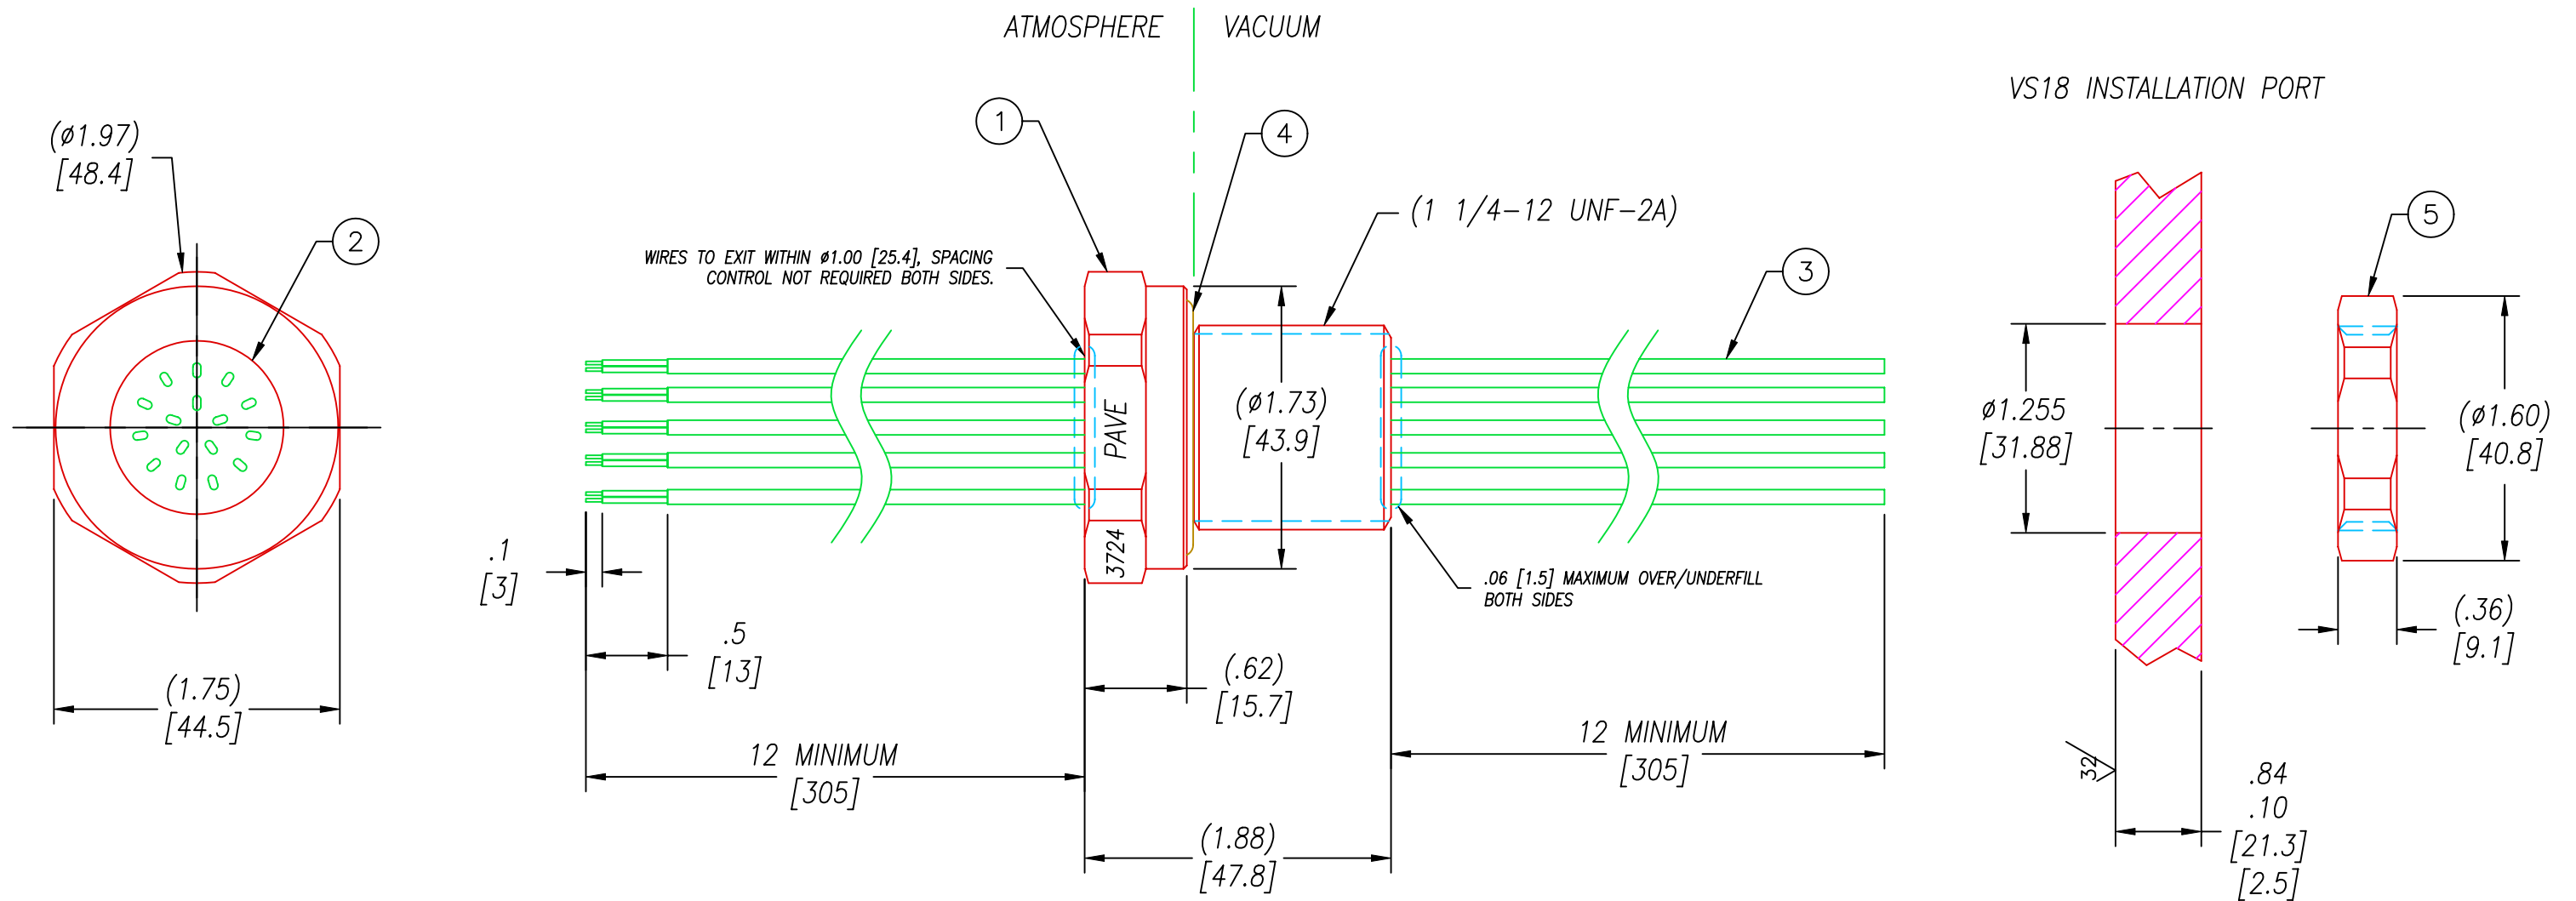 ATMOSPHERE
VACUUM
VS18 INSTALLATION PORT
(ø1.97)
[48.4]
2
1
4
(1 1/4-12 UNF-2A)
3
5
WIRES TO EXIT WITHIN ø1.00 [25.4], SPACING
CONTROL NOT REQUIRED BOTH SIDES.
PAVE
3724
(ø1.73)
[43.9]
ø1.255
[31.88]
(ø1.60)
[40.8]
.1
[3]
.5
[13]
.06 [1.5] MAXIMUM OVER/UNDERFILL
BOTH SIDES
(.36)
[9.1]
(1.75)
[44.5]
(.62)
[15.7]
12 MINIMUM
[305]
12 MINIMUM
[305]
32
.84
.10
[21.3]
[2.5]
(1.88)
[47.8]